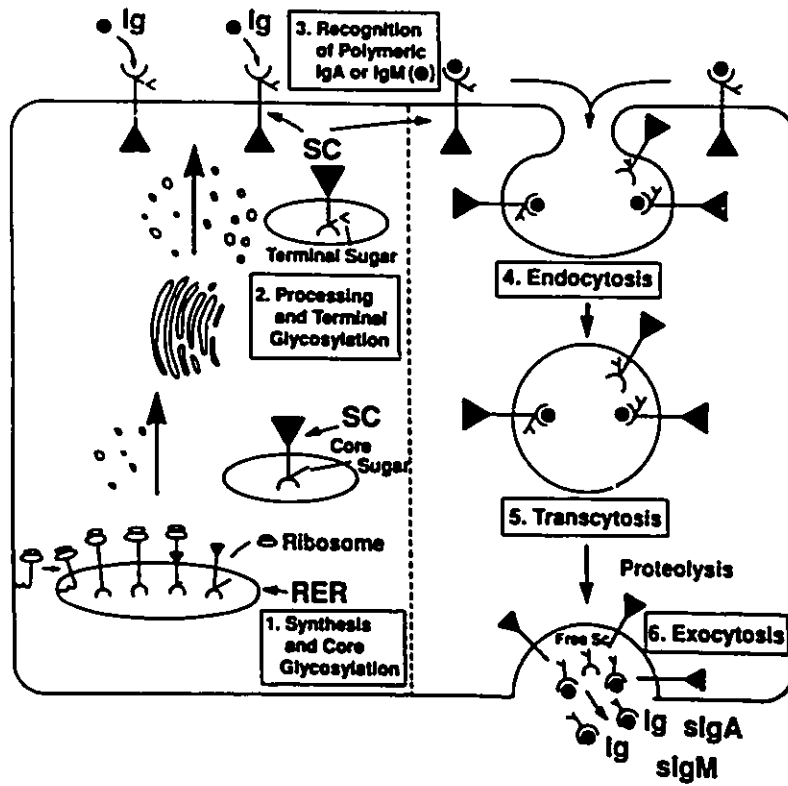 Ig
Ig
3. Recognition
of Polymeric
IgA or IgM (●)
SC
Terminal Sugar
2. Processing
and Terminal
Glycosylation
SC
Core
Sugar
Ribosome
RER
1. Synthesis
and Core
Glycosylation
4. Endocytosis
5. Transcytosis
Proteolysis
6. Exocytosis
Free Sc
Ig
Ig
sIgA
sIgM